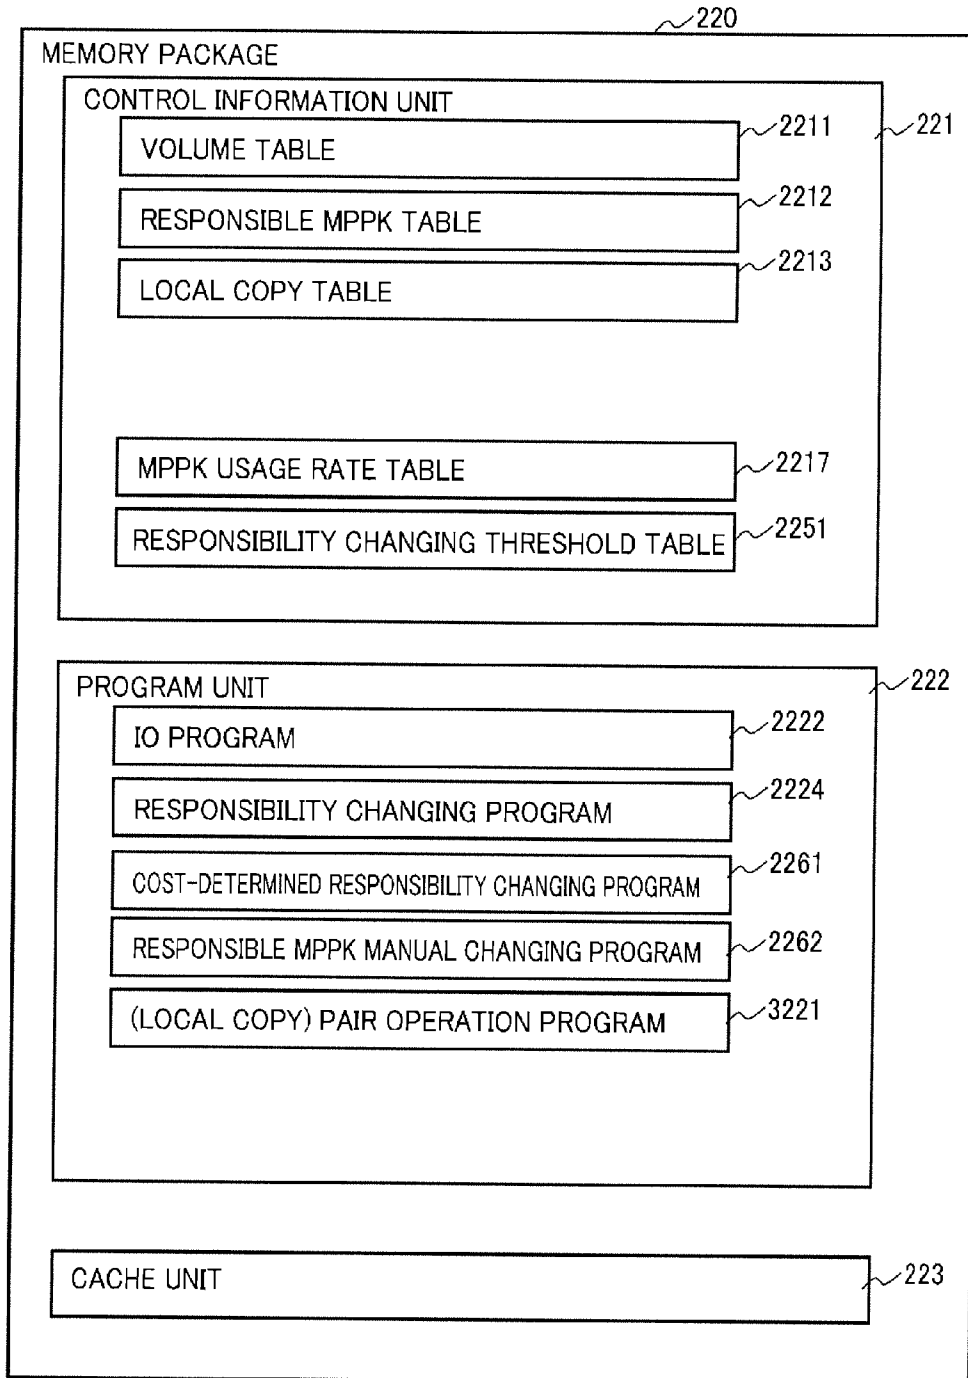 220
MEMORY PACKAGE
CONTROL INFORMATION UNIT
221
VOLUME TABLE
2211
RESPONSIBLE MPPK TABLE
2212
LOCAL COPY TABLE
2213
MPPK USAGE RATE TABLE
2217
RESPONSIBILITY CHANGING THRESHOLD TABLE
2251
PROGRAM UNIT
222
IO PROGRAM
2222
RESPONSIBILITY CHANGING PROGRAM
2224
COST-DETERMINED RESPONSIBILITY CHANGING PROGRAM
2261
RESPONSIBLE MPPK MANUAL CHANGING PROGRAM
2262
(LOCAL COPY) PAIR OPERATION PROGRAM
3221
CACHE UNIT
223